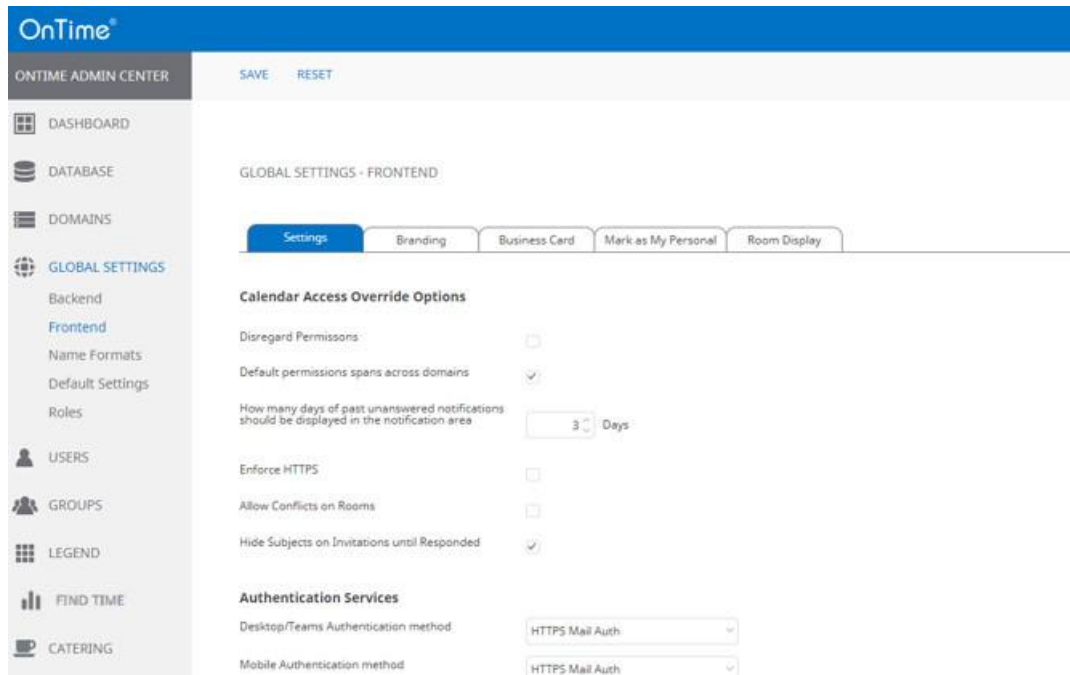 OnTime®
ONTIME ADMIN CENTER
SAVE RESET
DASHBOARD
DATABASE
DOMAINS
GLOBAL SETTINGS
Backend
Frontend
Name Formats
Default Settings
Roles
USERS
GROUPS
LEGEND
FIND TIME
CATERING
GLOBAL SETTINGS - FRONTEND
Settings Branding Business Card Mark as My Personal Room Display
Calendar Access Override Options
Disregard Permissons
Default permissions spans across domains
How many days of past unanswered notifications
should be displayed in the notification area
3 Days
Enforce HTTPS
Allow Conflicts on Rooms
Hide Subjects on Invitations until Responded
Authentication Services
Desktop/Teams Authentication method HTTPS Mail Auth
Mobile Authentication method HTTPS Mail Auth